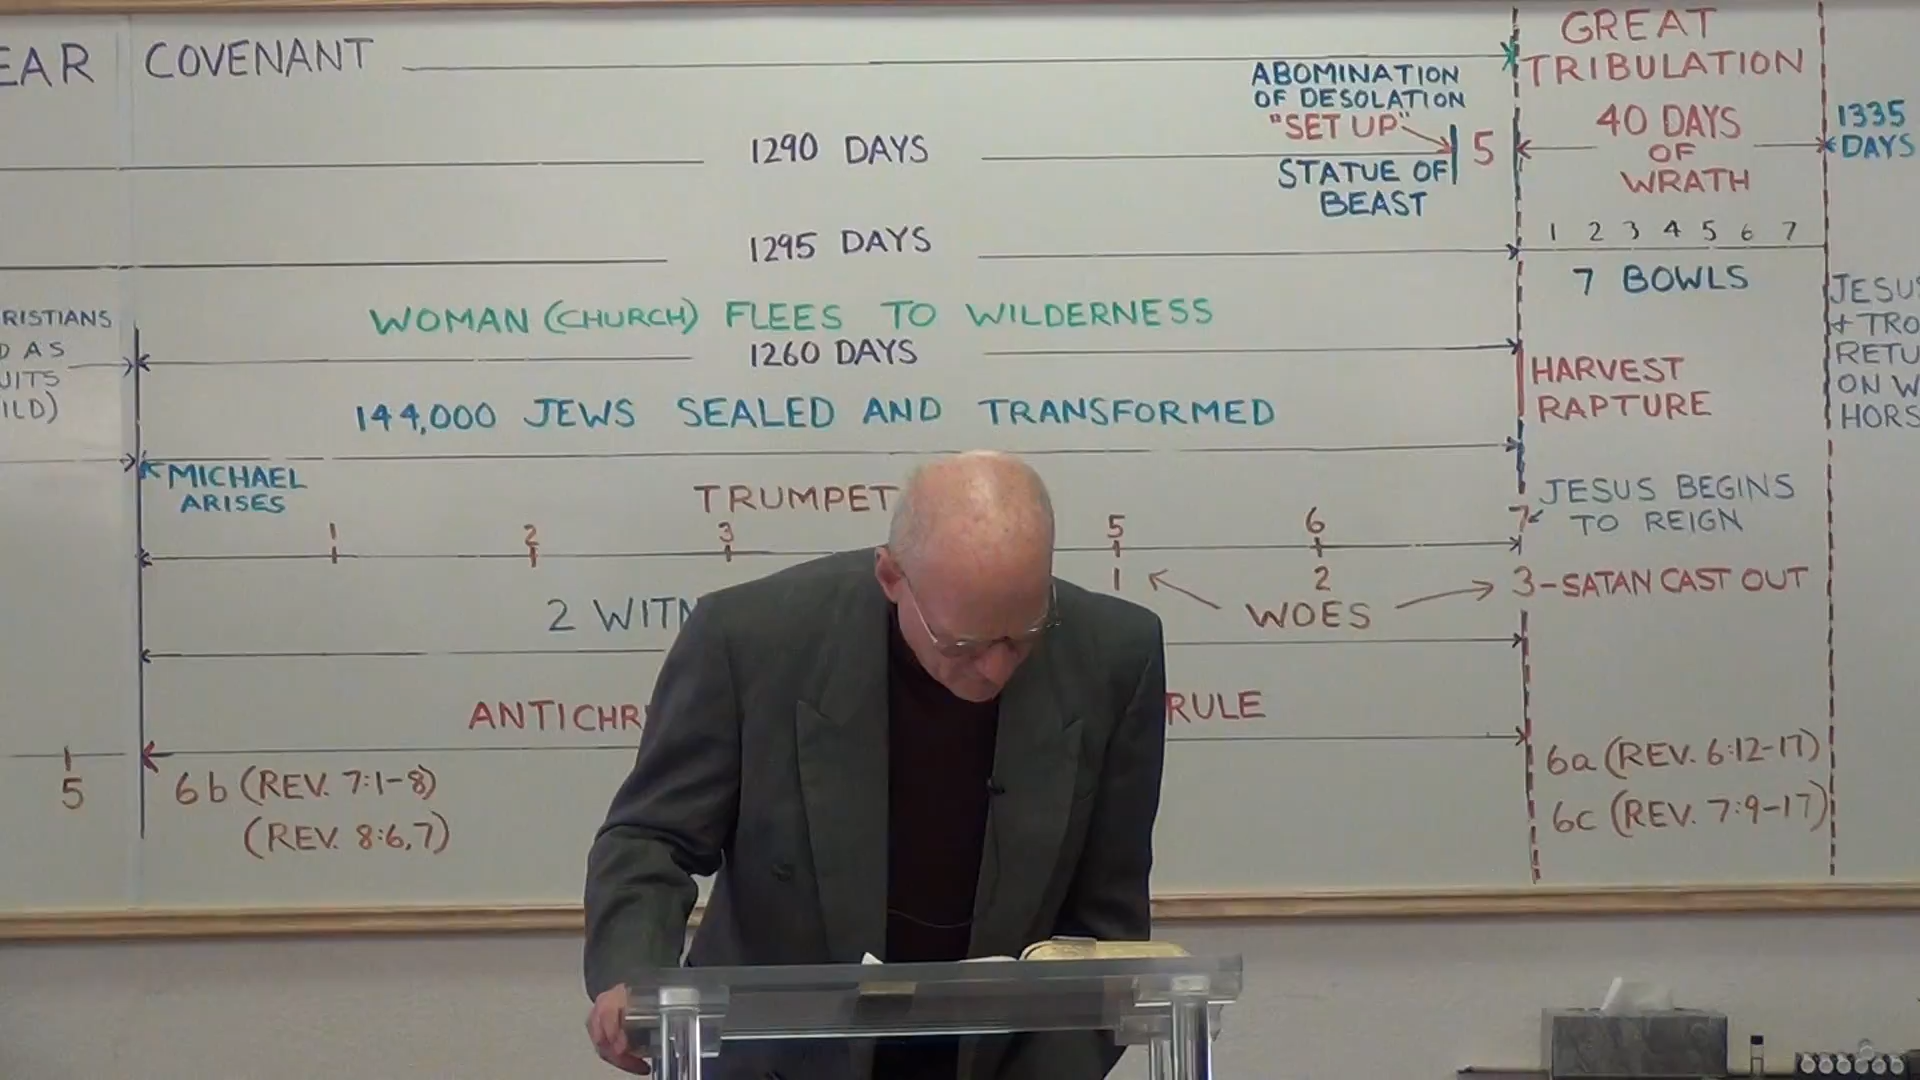 EAR COVENANT
GREAT
TRIBULATION
ABOMINATION
OF DESOLATION
"SET UP"
STATUE OF
BEAST
5
40 DAYS
OF
WRATH
1335
DAYS
1290 DAYS
1295 DAYS
1 2 3 4 5 6 7
7 BOWLS
RISTIANS
D AS
UITS
ILD)
WOMAN (CHURCH) FLEES TO WILDERNESS
1260 DAYS
HARVEST
RAPTURE
JESUS
+ TRO
RETU
ON W
HORS
144,000 JEWS SEALED AND TRANSFORMED
MICHAEL
ARISES
TRUMPET
1 2 3 5 6 7
JESUS BEGINS
TO REIGN
1 2 3-SATAN CAST OUT
WOES
2 WITN
ANTICHR RULE
5
6b (REV. 7:1-8)
(REV. 8:6,7)
6a (REV. 6:12-17)
6c (REV. 7:9-17)